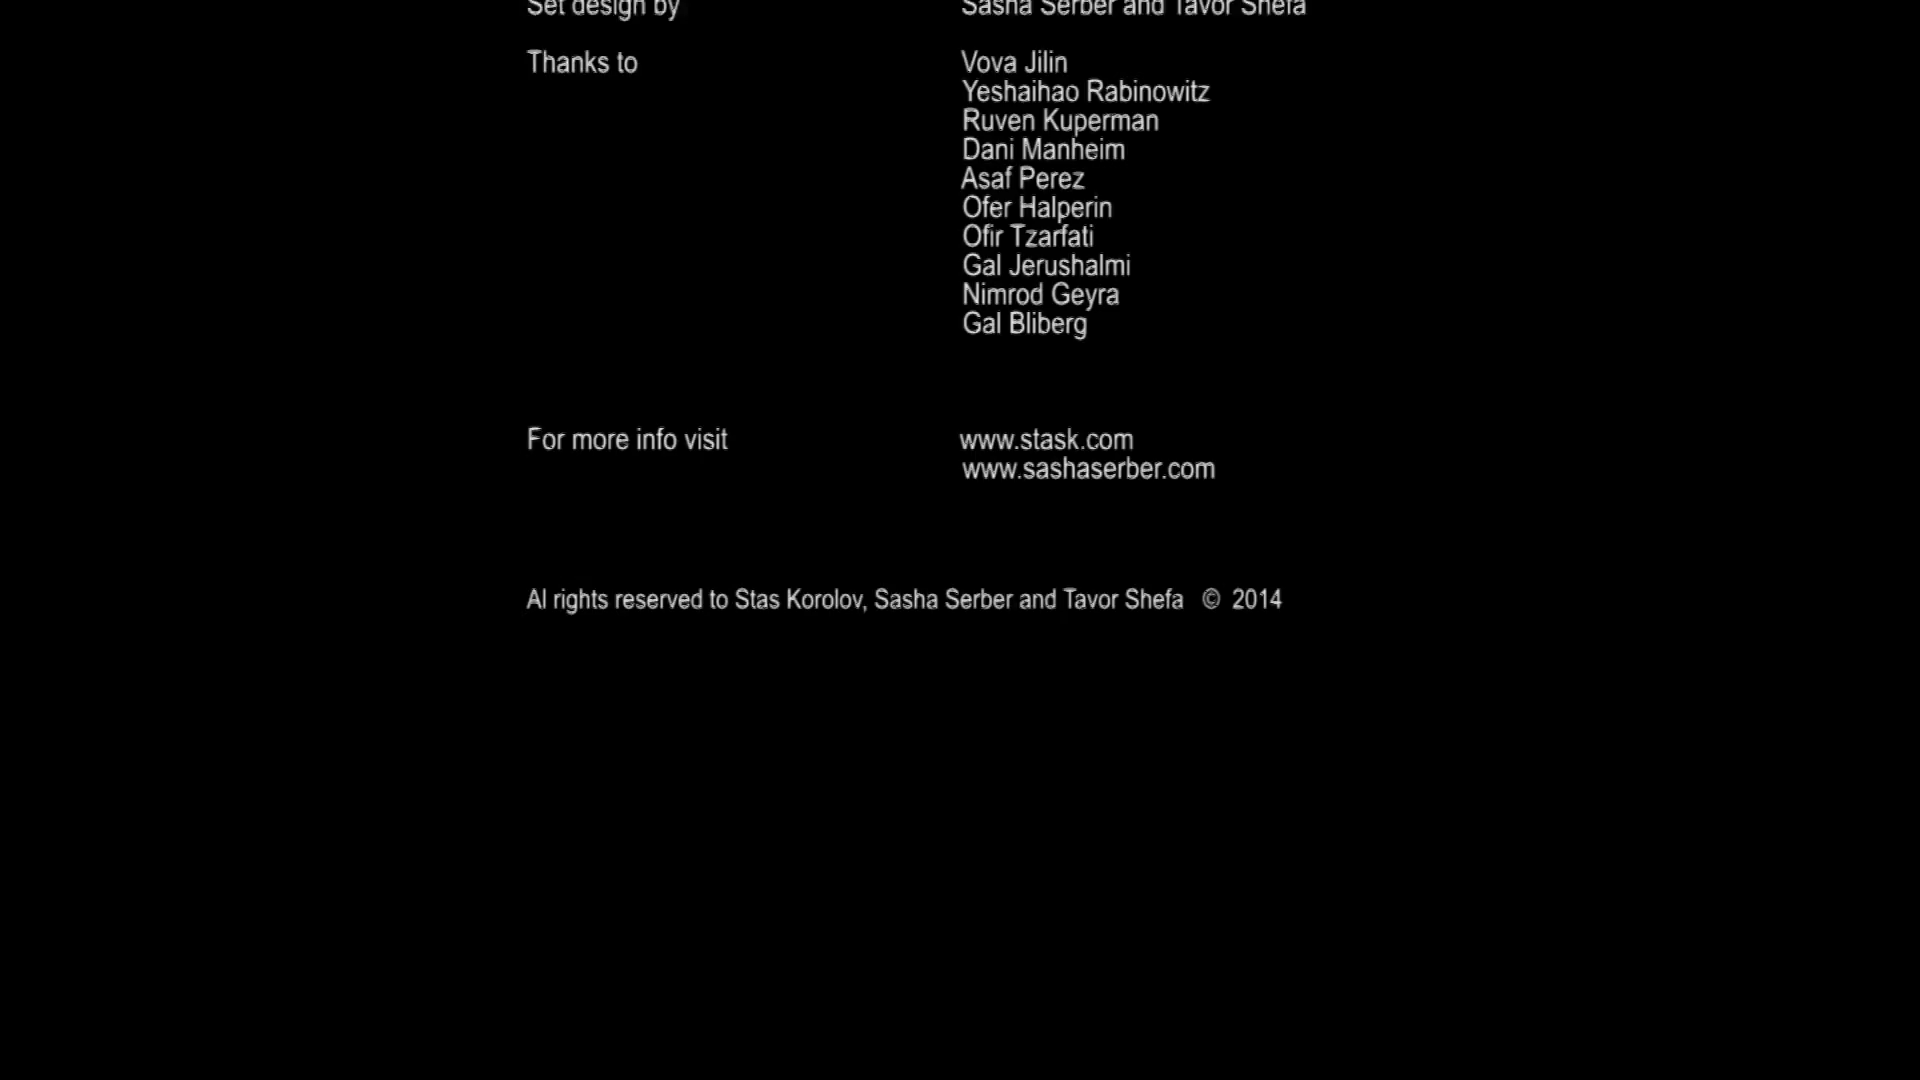 Set design by Sasha Serber and Tavor Shefa
Thanks to Vova Jilin
Yeshaihao Rabinowitz
Ruven Kuperman
Dani Manheim
Asaf Perez
Ofer Halperin
Ofir Tzarfati
Gal Jerushalmi
Nimrod Geyra
Gal Bliberg
For more info visit www.stask.com
www.sashaserber.com
Al rights reserved to Stas Korolov, Sasha Serber and Tavor Shefa © 2014